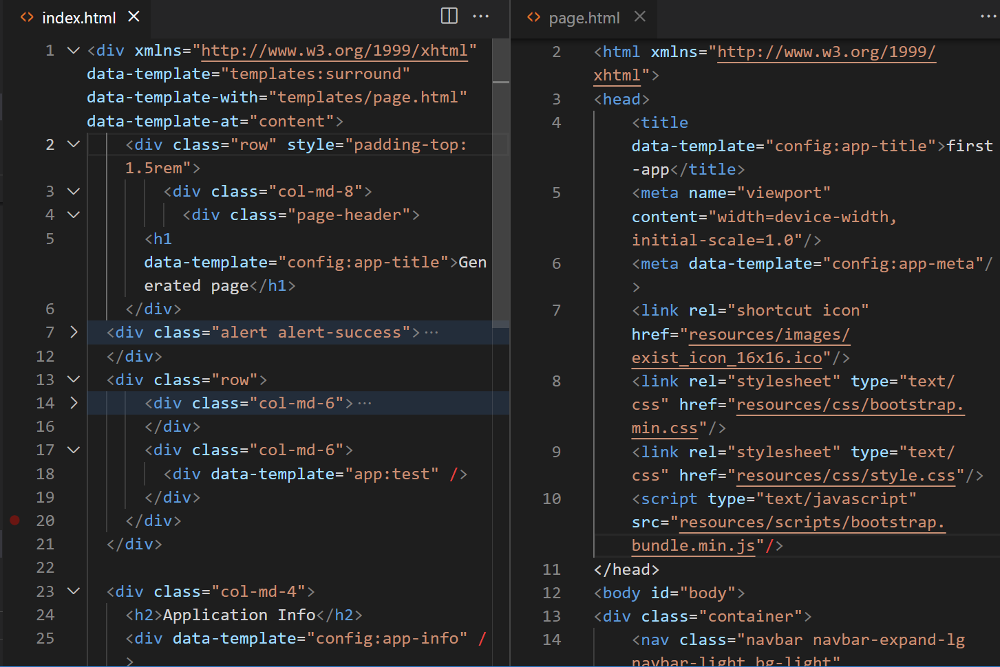 index.html
1 <div xmlns="http://www.w3.org/1999/xhtml"
data-template="templates:surround"
data-template-with="templates/page.html"
data-template-at="content">
2 <div class="row" style="padding-top:
1.5rem">
3 <div class="col-md-8">
4 <div class="page-header">
5 <h1
data-template="config:app-title">Gen
erated page</h1>
6 </div>
7 <div class="alert alert-success">···
12 </div>
13 <div class="row">
14 <div class="col-md-6">···
16 </div>
17 <div class="col-md-6">
18 <div data-template="app:test" />
19 </div>
20 </div>
21 </div>
22
23 <div class="col-md-4">
24 <h2>Application Info</h2>
25 <div data-template="config:app-info" /
>
page.html
2 <html xmlns="http://www.w3.org/1999/
xhtml">
3 <head>
4 <title
data-template="config:app-title">first
-app</title>
5 <meta name="viewport"
content="width=device-width,
initial-scale=1.0"/>
6 <meta data-template="config:app-meta"/
>
7 <link rel="shortcut icon"
href="resources/images/
exist_icon_16x16.ico"/>
8 <link rel="stylesheet" type="text/
css" href="resources/css/bootstrap.
min.css"/>
9 <link rel="stylesheet" type="text/
css" href="resources/css/style.css"/>
10 <script type="text/javascript"
src="resources/scripts/bootstrap.
bundle.min.js"/>
11 </head>
12 <body id="body">
13 <div class="container">
14 <nav class="navbar navbar-expand-lg
navbar-light bg-light"